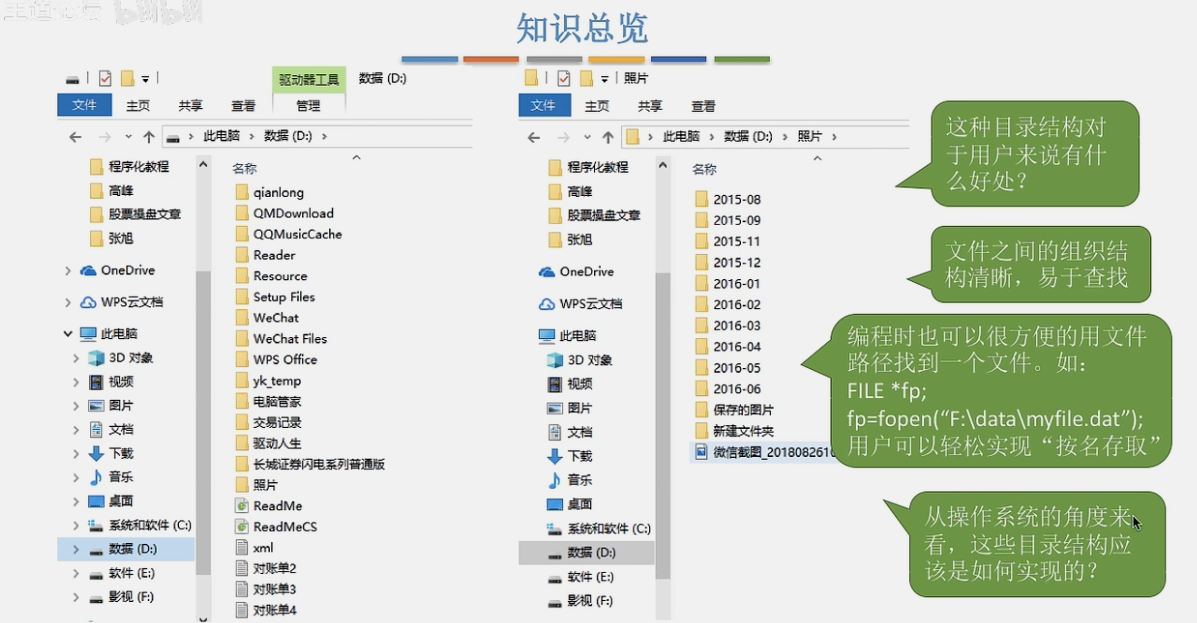 知识总览
驱动器工具 数据 (D:)
文件 主页 共享 查看 管理
此电脑 数据 (D:)
程序化教程
高峰
股票操盘文章
张旭
OneDrive
WPS云文档
此电脑
3D 对象
视频
图片
文档
下载
音乐
桌面
系统和软件 (C:)
数据 (D:)
软件 (E:)
影视 (F:)
名称
qianlong
QMDownload
QQMusicCache
Reader
Resource
Setup Files
WeChat
WeChat Files
WPS Office
yk_temp
电脑管家
交易记录
驱动人生
长城证券闪电系列普通版
照片
ReadMe
ReadMeCS
xml
对账单2
对账单3
对账单4
照片
文件 主页 共享 查看
此电脑 数据 (D:) 照片
程序化教程
高峰
股票操盘文章
张旭
OneDrive
WPS云文档
此电脑
3D 对象
视频
图片
文档
下载
音乐
桌面
系统和软件 (C:)
数据 (D:)
软件 (E:)
影视 (F:)
名称
2015-08
2015-09
2015-11
2015-12
2016-01
2016-02
2016-03
2016-04
2016-05
2016-06
保存的图片
新建文件夹
微信截图_2018082610
这种目录结构对
于用户来说有什
么好处？
文件之间的组织结
构清晰，易于查找
编程时也可以很方便的用文件
路径找到一个文件。如：
FILE *fp;
fp=fopen(“F:\data\myfile.dat”);
用户可以轻松实现“按名存取”
从操作系统的角度来
看，这些目录结构应
该是如何实现的？